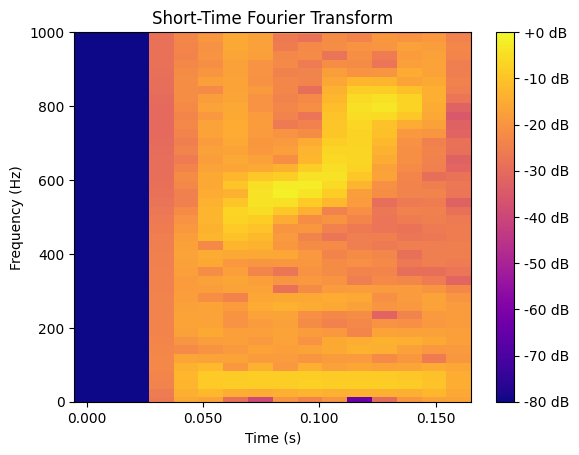 Short-Time Fourier Transform
1000
800
600
400
200
0
Frequency (Hz)
0.000
0.050
0.100
0.150
Time (s)
+0 dB
-10 dB
-20 dB
-30 dB
-40 dB
-50 dB
-60 dB
-70 dB
-80 dB